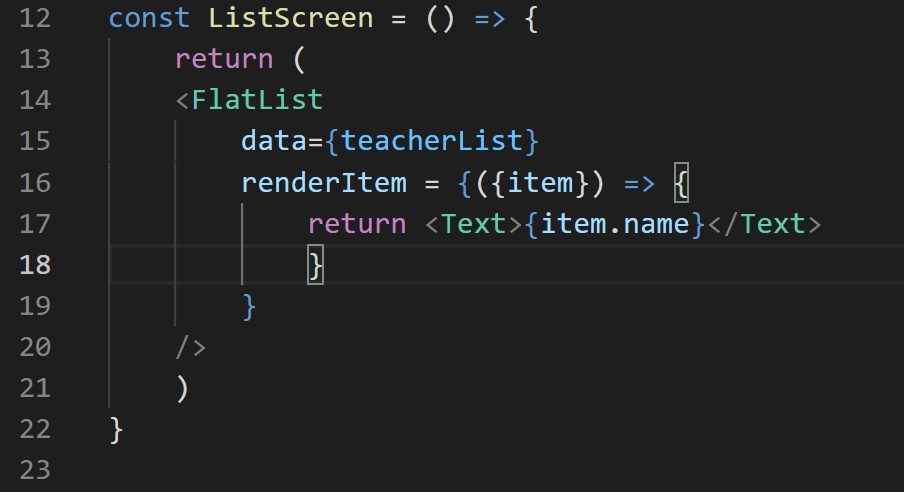 12 const ListScreen = () => {
13     return (
14     <FlatList
15         data={teacherList}
16         renderItem = {({item}) => {
17             return <Text>{item.name}</Text>
18             }
19         }
20     />
21     )
22 }
23